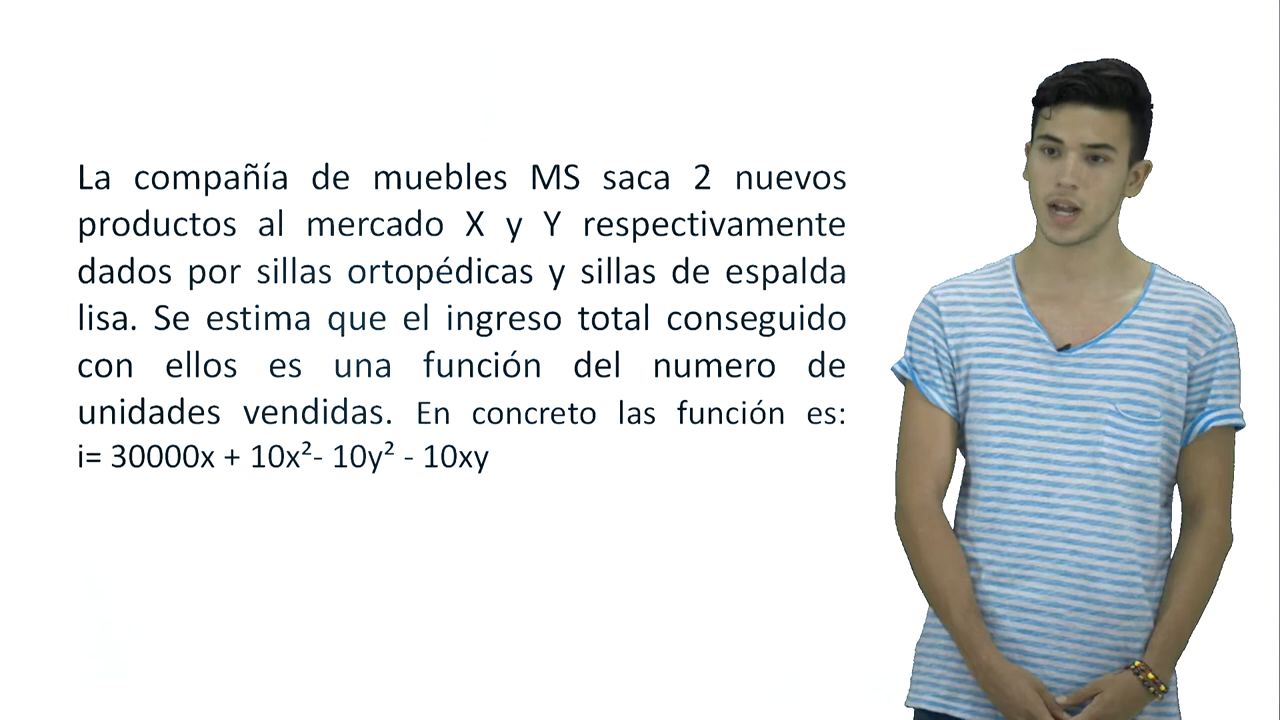 La compañía de muebles MS saca 2 nuevos
productos al mercado X y Y respectivamente
dados por sillas ortopédicas y sillas de espalda
lisa. Se estima que el ingreso total conseguido
con ellos es una función del numero de
unidades vendidas. En concreto las función es:
i= 30000x + 10x²- 10y² - 10xy